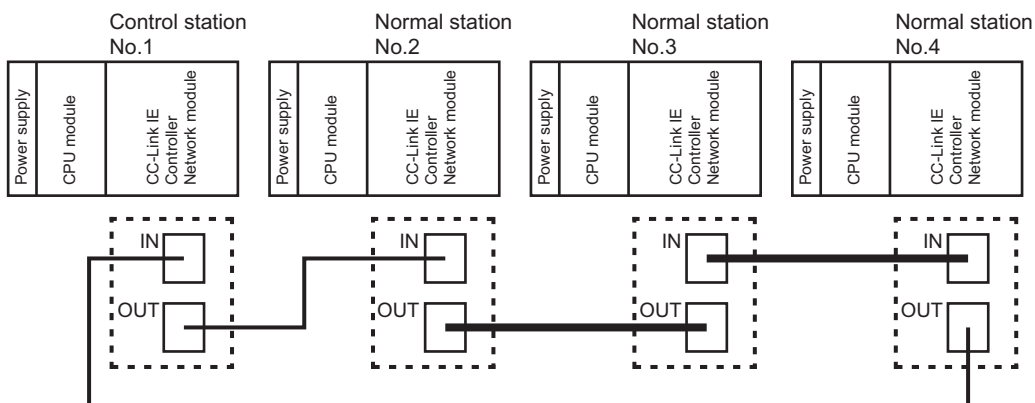 Control station
No.1
Normal station
No.2
Normal station
No.3
Normal station
No.4
Power supply
CPU module
CC-Link IE
Controller
Network module
Power supply
CPU module
CC-Link IE
Controller
Network module
Power supply
CPU module
CC-Link IE
Controller
Network module
Power supply
CPU module
CC-Link IE
Controller
Network module
IN
IN
IN
IN
OUT
OUT
OUT
OUT